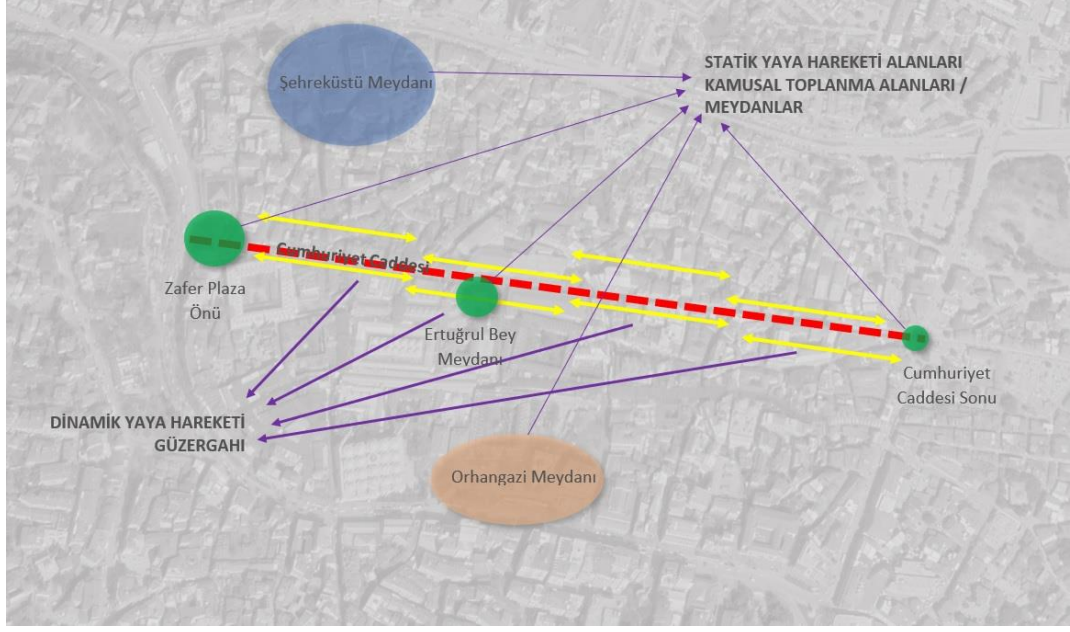 Şehreküstü Meydanı
STATİK YAYA HAREKETİ ALANLARI
KAMUSAL TOPLANMA ALANLARI /
MEYDANLAR
Cumhuriyet Caddesi
Zafer Plaza
Önü
Ertuğrul Bey
Meydanı
Cumhuriyet
Caddesi Sonu
DİNAMİK YAYA HAREKETİ
GÜZERGAHI
Orhangazi Meydanı